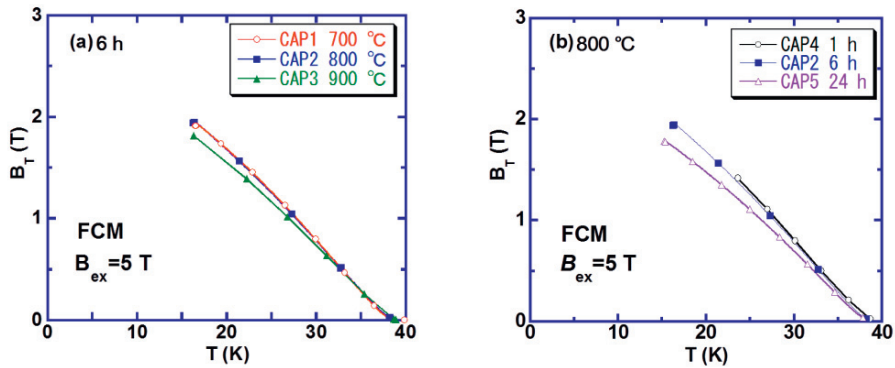 (a) 6 h
CAP1 700 ℃
CAP2 800 ℃
CAP3 900 ℃
FCM
B_ex=5 T
B_T (T)
3
2
1
0
0 10 20 30 40
T (K)
(b) 800 ℃
CAP4 1 h
CAP2 6 h
CAP5 24 h
FCM
B_ex=5 T
B_T (T)
3
2
1
0
0 10 20 30 40
T (K)